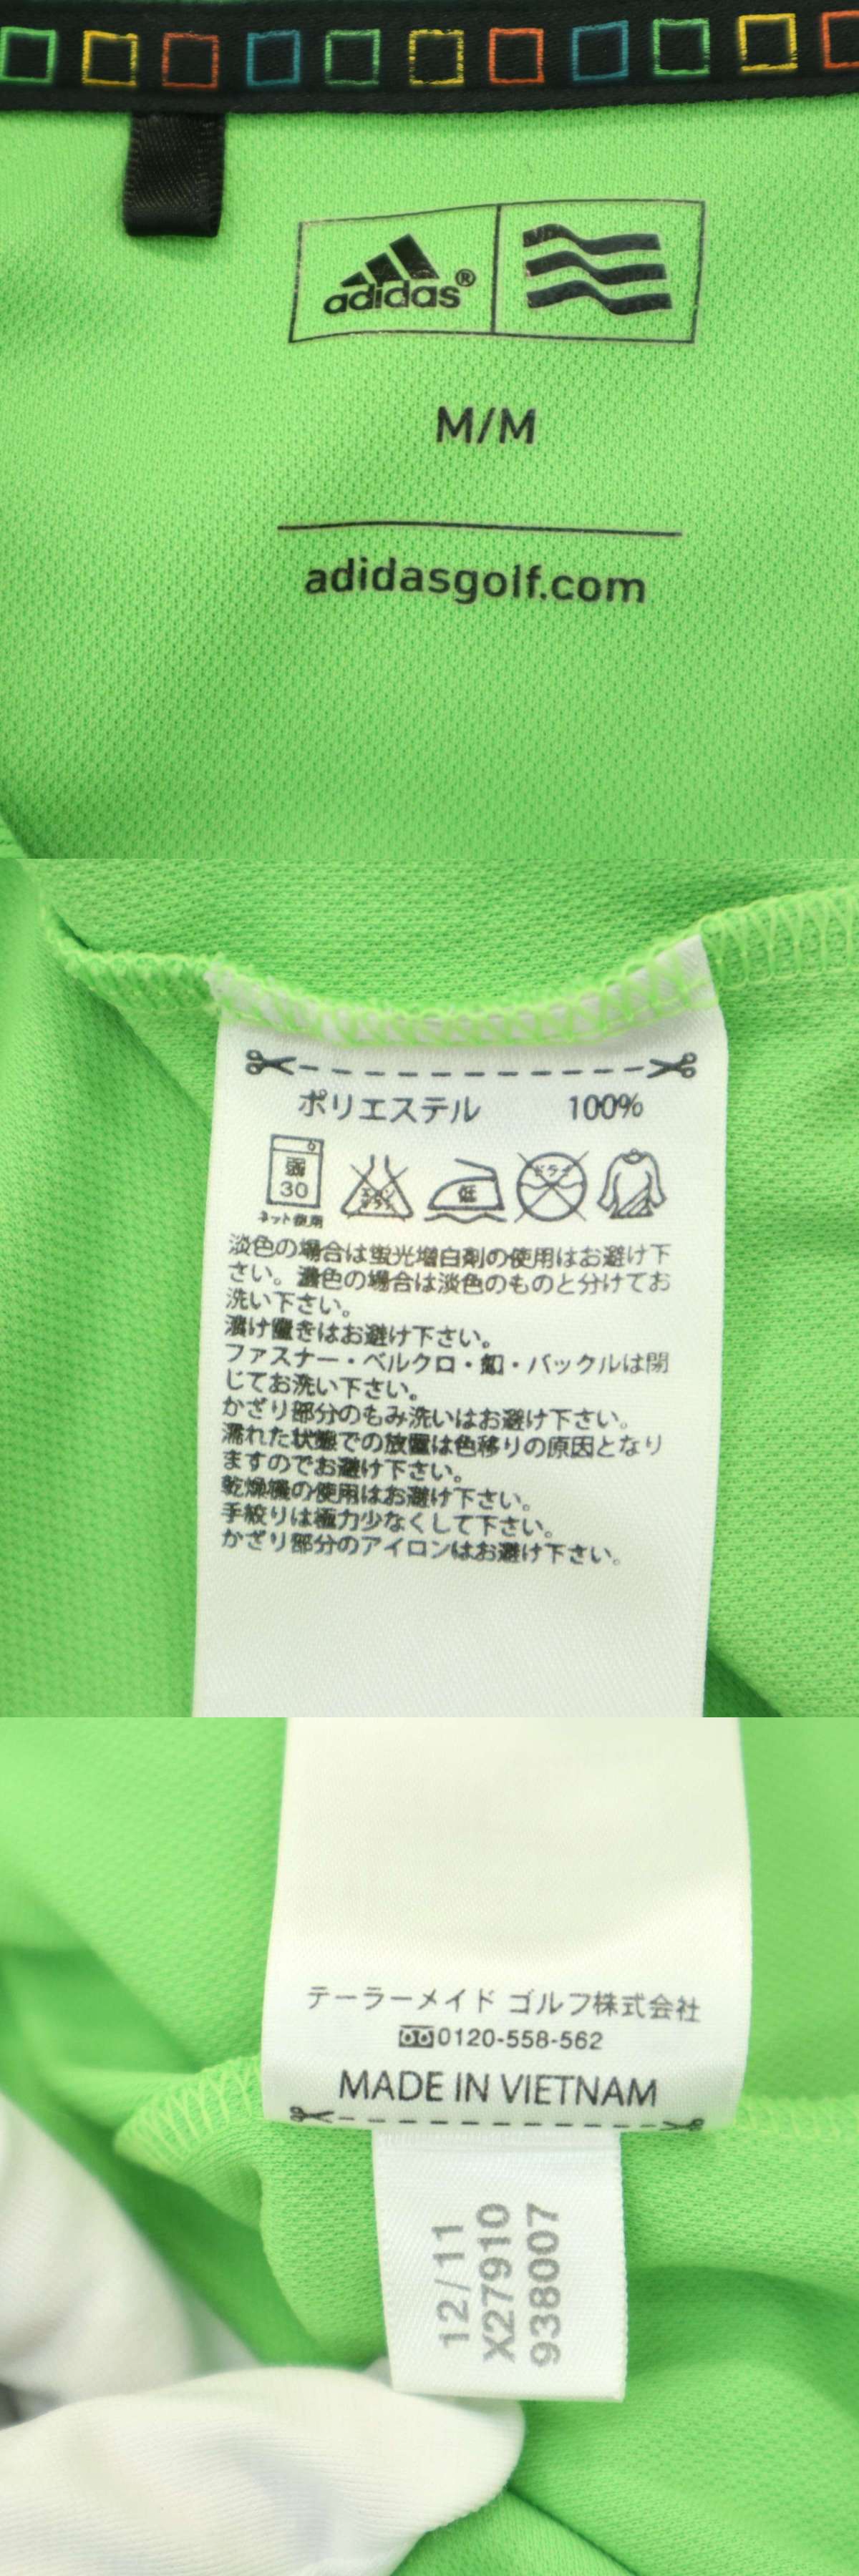 adidas®
M/M
adidasgolf.com
ポリエステル 100%
弱
30
ネット使用
エンソサラシ
低
ドライ
淡色の場合は蛍光増白剤の使用はお避け下
さい。濃色の場合は淡色のものと分けてお
洗い下さい。
漬け置きはお避け下さい。
ファスナー・ベルクロ・釦・バックルは閉
じてお洗い下さい。
かざり部分のもみ洗いはお避け下さい。
濡れた状態での放置は色移りの原因となり
ますのでお避け下さい。
乾燥機の使用はお避け下さい。
手絞りは極力少なくして下さい。
かざり部分のアイロンはお避け下さい。
テーラーメイド ゴルフ株式会社
0120-558-562
MADE IN VIETNAM
12/11
X27910
938007